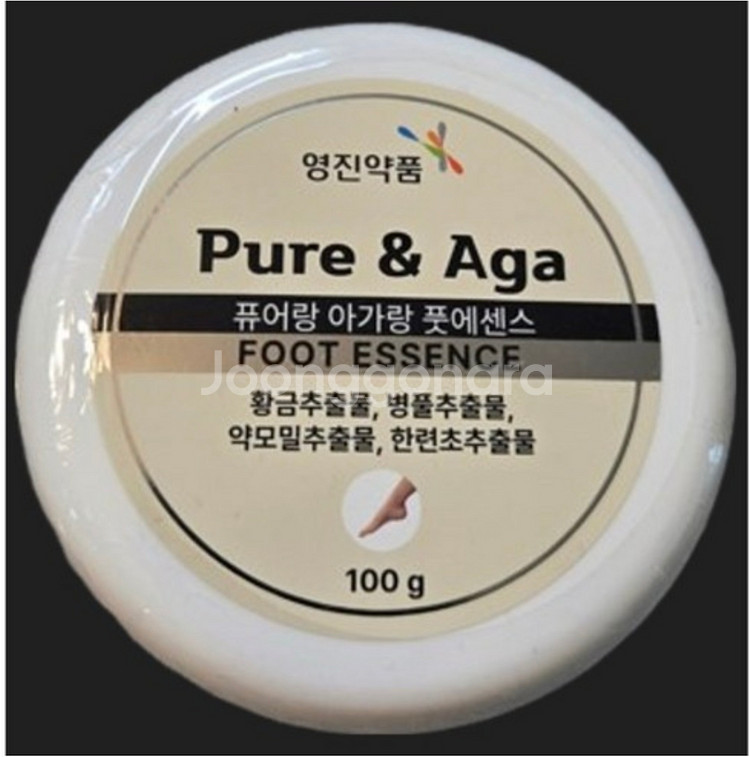 영진약품
Pure & Aga
퓨어랑 아가랑 풋에센스
FOOT ESSENCE
Joonggonara
황금추출물, 병풀추출물,
약모밀추출물, 한련초추출물
100 g